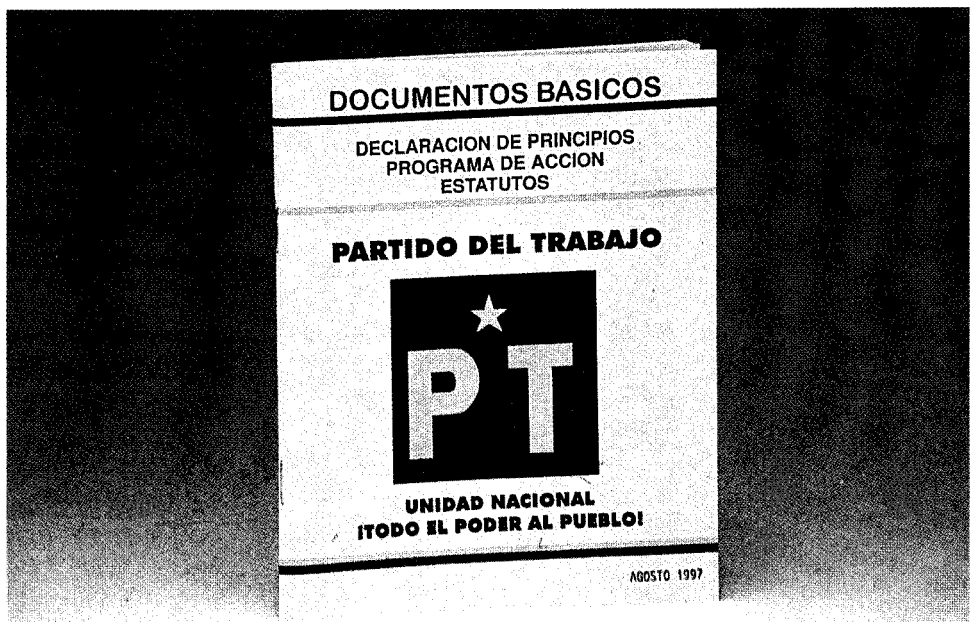 DOCUMENTOS BASICOS
DECLARACION DE PRINCIPIOS
PROGRAMA DE ACCION
ESTATUTOS
PARTIDO DEL TRABAJO
PT
UNIDAD NACIONAL
¡TODO EL PODER AL PUEBLO!
AGOSTO 1997